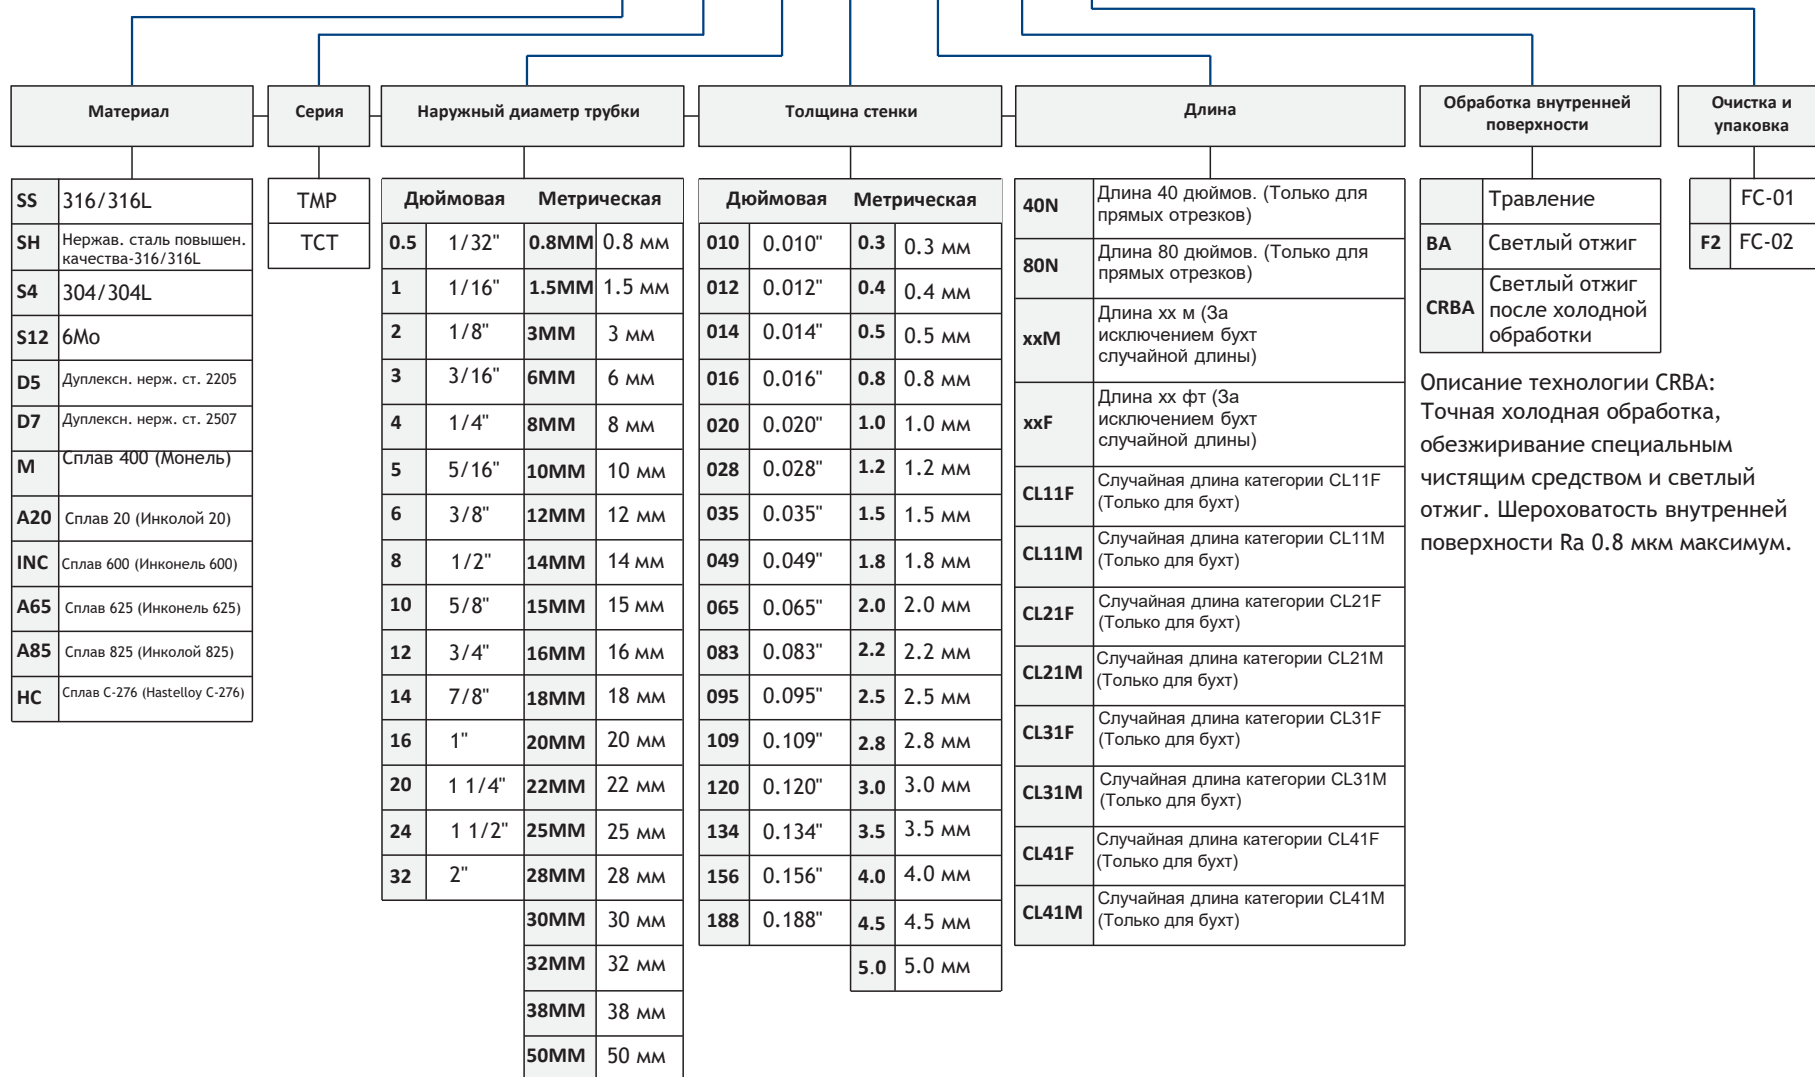 Материал
Серия
Наружный диаметр трубки
Толщина стенки
Длина
Обработка внутренней
поверхности
Очистка и
упаковка
SS 316/316L
SH Нержав. сталь повышен.
качества-316/316L
S4 304/304L
S12 6Mo
D5 Дуплексн. нерж. ст. 2205
D7 Дуплексн. нерж. ст. 2507
M Сплав 400 (Монель)
A20 Сплав 20 (Инколой 20)
INC Сплав 600 (Инконель 600)
A65 Сплав 625 (Инконель 625)
A85 Сплав 825 (Инколой 825)
HC Сплав C-276 (Hastelloy C-276)
TMP
TCT
Дюймовая Метрическая
0.5 1/32" 0.8MM 0.8 мм
1 1/16" 1.5MM 1.5 мм
2 1/8" 3MM 3 мм
3 3/16" 6MM 6 мм
4 1/4" 8MM 8 мм
5 5/16" 10MM 10 мм
6 3/8" 12MM 12 мм
8 1/2" 14MM 14 мм
10 5/8" 15MM 15 мм
12 3/4" 16MM 16 мм
14 7/8" 18MM 18 мм
16 1" 20MM 20 мм
20 1 1/4" 22MM 22 мм
24 1 1/2" 25MM 25 мм
32 2" 28MM 28 мм
30MM 30 мм
32MM 32 мм
38MM 38 мм
50MM 50 мм
Дюймовая Метрическая
010 0.010" 0.3 0.3 мм
012 0.012" 0.4 0.4 мм
014 0.014" 0.5 0.5 мм
016 0.016" 0.8 0.8 мм
020 0.020" 1.0 1.0 мм
028 0.028" 1.2 1.2 мм
035 0.035" 1.5 1.5 мм
049 0.049" 1.8 1.8 мм
065 0.065" 2.0 2.0 мм
083 0.083" 2.2 2.2 мм
095 0.095" 2.5 2.5 мм
109 0.109" 2.8 2.8 мм
120 0.120" 3.0 3.0 мм
134 0.134" 3.5 3.5 мм
156 0.156" 4.0 4.0 мм
188 0.188" 4.5 4.5 мм
5.0 5.0 мм
40N Длина 40 дюймов. (Только для
прямых отрезков)
80N Длина 80 дюймов. (Только для
прямых отрезков)
xxM Длина xx м (За
исключением бухт
случайной длины)
xxF Длина xx фт (За
исключением бухт
случайной длины)
CL11F Случайная длина категории CL11F
(Только для бухт)
CL11M Случайная длина категории CL11M
(Только для бухт)
CL21F Случайная длина категории CL21F
(Только для бухт)
CL21M Случайная длина категории CL21M
(Только для бухт)
CL31F Случайная длина категории CL31F
(Только для бухт)
CL31M Случайная длина категории CL31M
(Только для бухт)
CL41F Случайная длина категории CL41F
(Только для бухт)
CL41M Случайная длина категории CL41M
(Только для бухт)
Травление
BA Светлый отжиг
CRBA Светлый отжиг
после холодной
обработки
Описание технологии CRBA:
Точная холодная обработка,
обезжиривание специальным
чистящим средством и светлый
отжиг. Шероховатость внутренней
поверхности Ra 0.8 мкм максимум.
FC-01
F2 FC-02